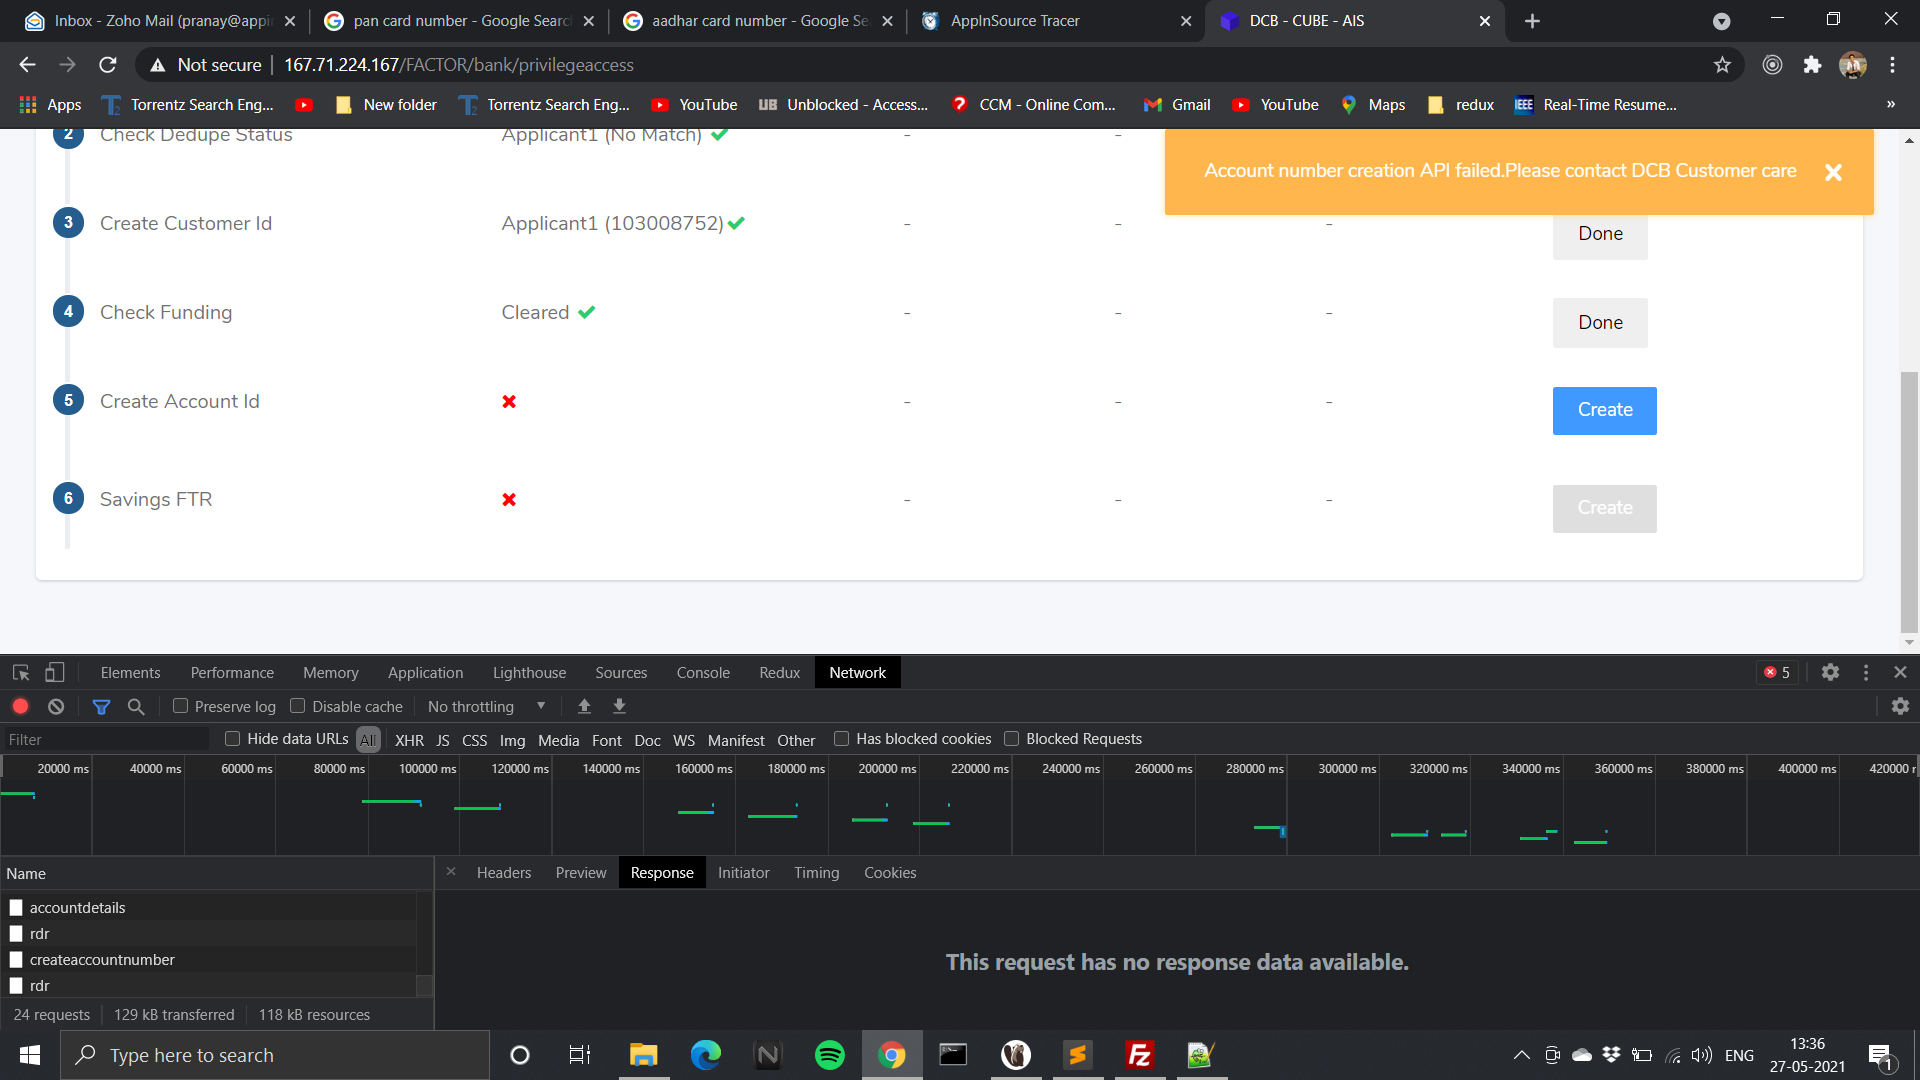 Inbox - Zoho Mail (pranay@appin
pan card number - Google Search
aadhar card number - Google Se
AppInSource Tracer
DCB - CUBE - AIS
Not secure
167.71.224.167/FACTOR/bank/privilegeaccess
Apps
Torrentz Search Eng...
New folder
Torrentz Search Eng...
YouTube
UB
Unblocked - Access...
CCM - Online Com...
Gmail
YouTube
Maps
redux
IEEE
Real-Time Resume...
»
2 Check Dedupe Status Applicant1 (No Match) - -
Account number creation API failed.Please contact DCB Customer care
3 Create Customer Id Applicant1 (103008752) - - - Done
4 Check Funding Cleared - - - Done
5 Create Account Id - - - Create
6 Savings FTR - - - Create
Elements Performance Memory Application Lighthouse Sources Console Redux Network 5
Preserve log Disable cache No throttling
Filter Hide data URLs All XHR JS CSS Img Media Font Doc WS Manifest Other Has blocked cookies Blocked Requests
20000 ms 40000 ms 60000 ms 80000 ms 100000 ms 120000 ms 140000 ms 160000 ms 180000 ms 200000 ms 220000 ms 240000 ms 260000 ms 280000 ms 300000 ms 320000 ms 340000 ms 360000 ms 380000 ms 400000 ms 420000 r
Name
Headers Preview Response Initiator Timing Cookies
accountdetails
rdr
createaccountnumber
rdr
This request has no response data available.
24 requests 129 kB transferred 118 kB resources
Type here to search
ENG
13:36
27-05-2021
1